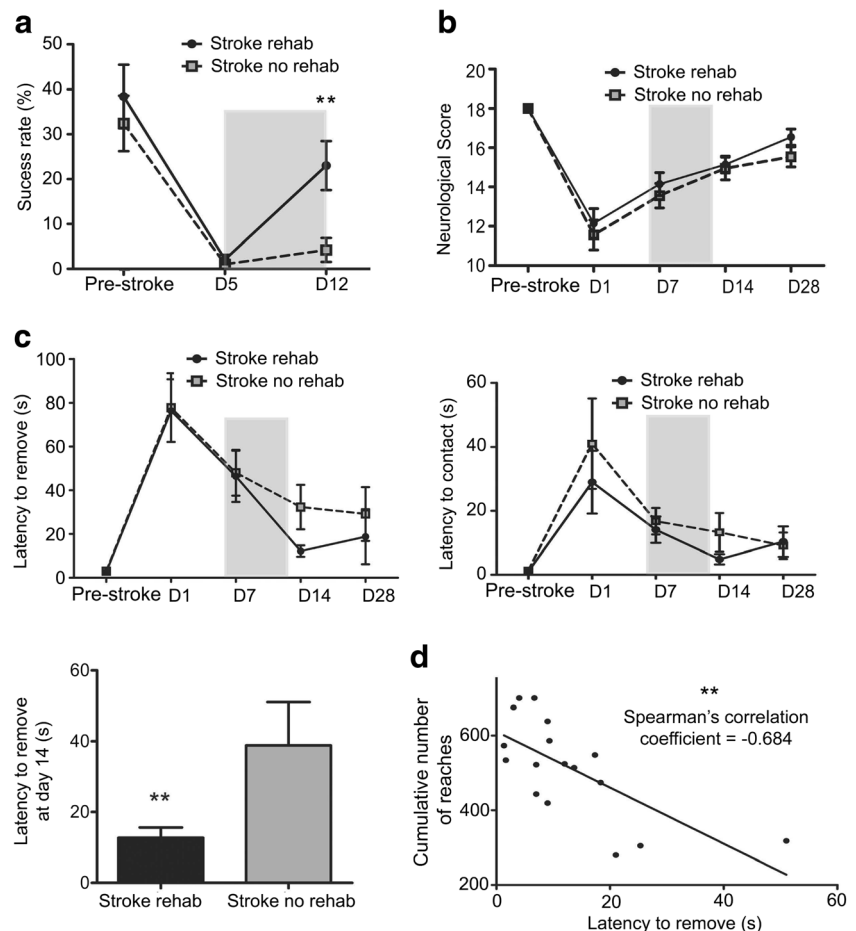 a
Sucess rate (%)
50
40
30
20
10
0
Stroke rehab
Stroke no rehab
**
Pre-stroke D5 D12
b
Neurological Score
20
18
16
14
12
10
Stroke rehab
Stroke no rehab
Pre-stroke D1 D7 D14 D28
c
Latency to remove (s)
100
80
60
40
20
0
Stroke rehab
Stroke no rehab
Pre-stroke D1 D7 D14 D28
Latency to contact (s)
60
40
20
0
Stroke rehab
Stroke no rehab
Pre-stroke D1 D7 D14 D28
Latency to remove
at day 14 (s)
60
40
20
0
**
Stroke rehab Stroke no rehab
d
Cumulative number
of reaches
600
400
200
**
Spearman's correlation
coefficient = -0.684
0 20 40 60
Latency to remove (s)